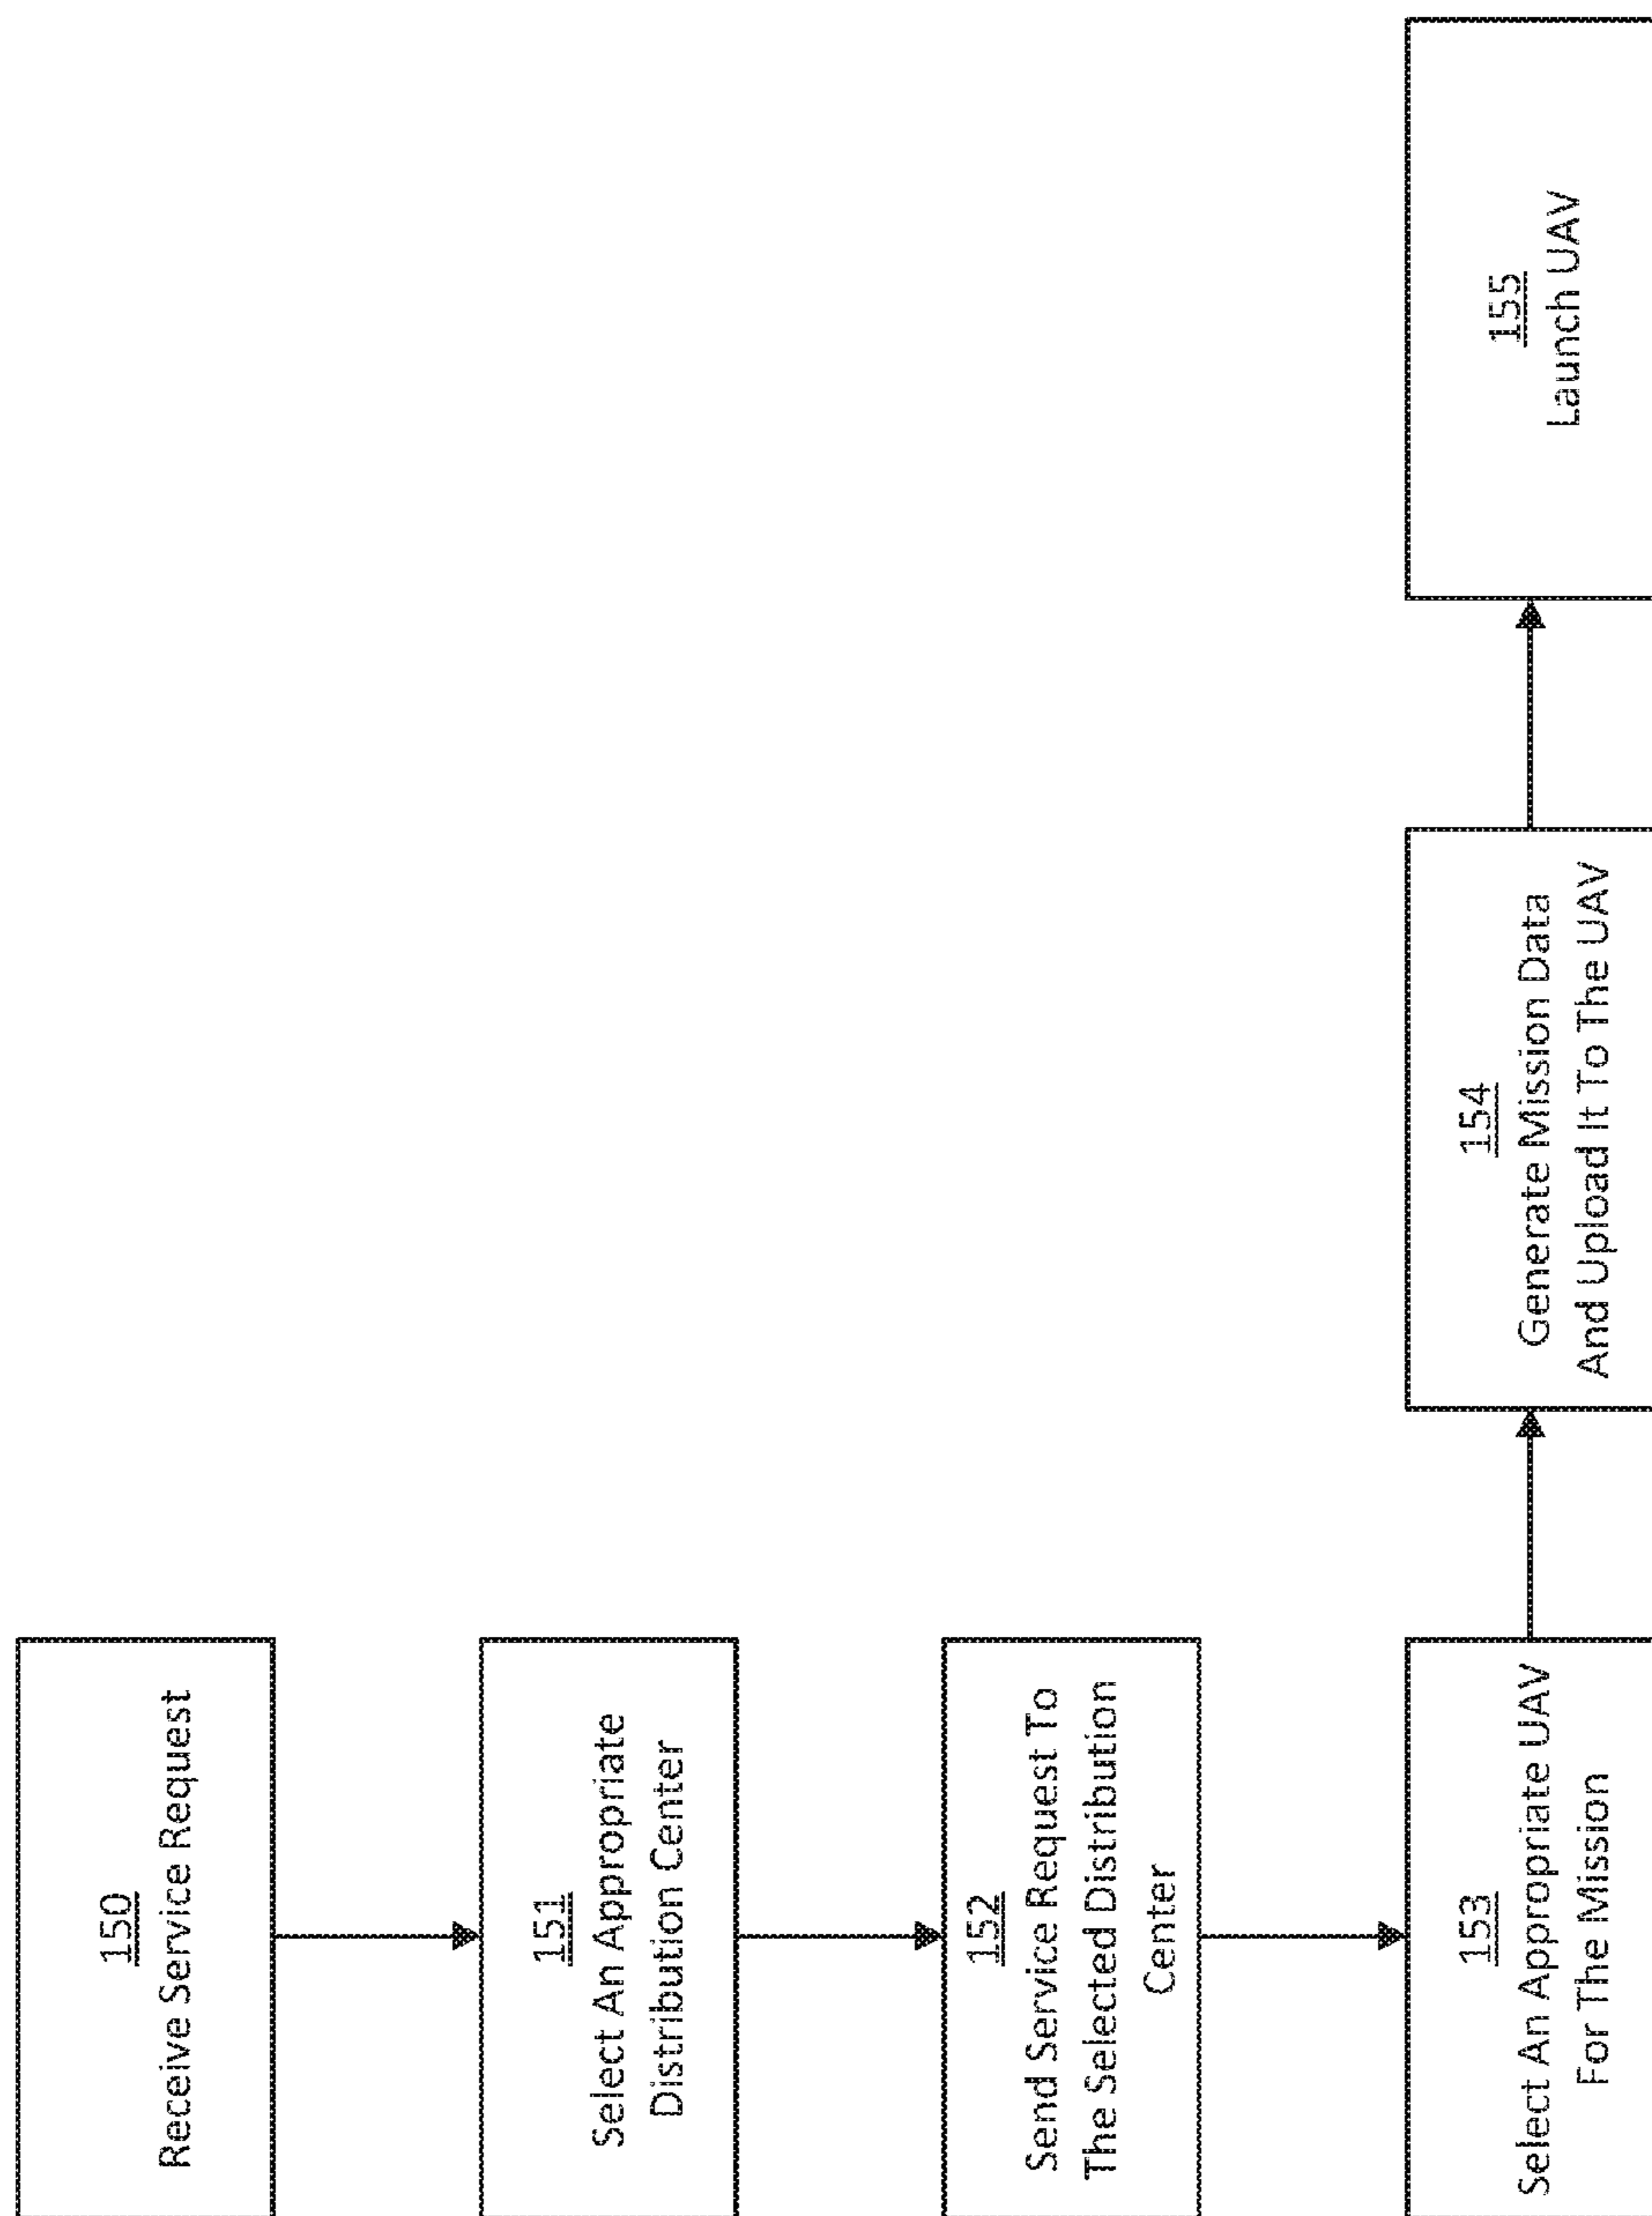 150
Receive Service Request
151
Select An Appropriate
Distribution Center
152
Send Service Request To
The Selected Distribution
Center
153
Select An Appropriate UAV
For The Mission
154
Generate Mission Data
And Upload It To The UAV
155
Launch UAV